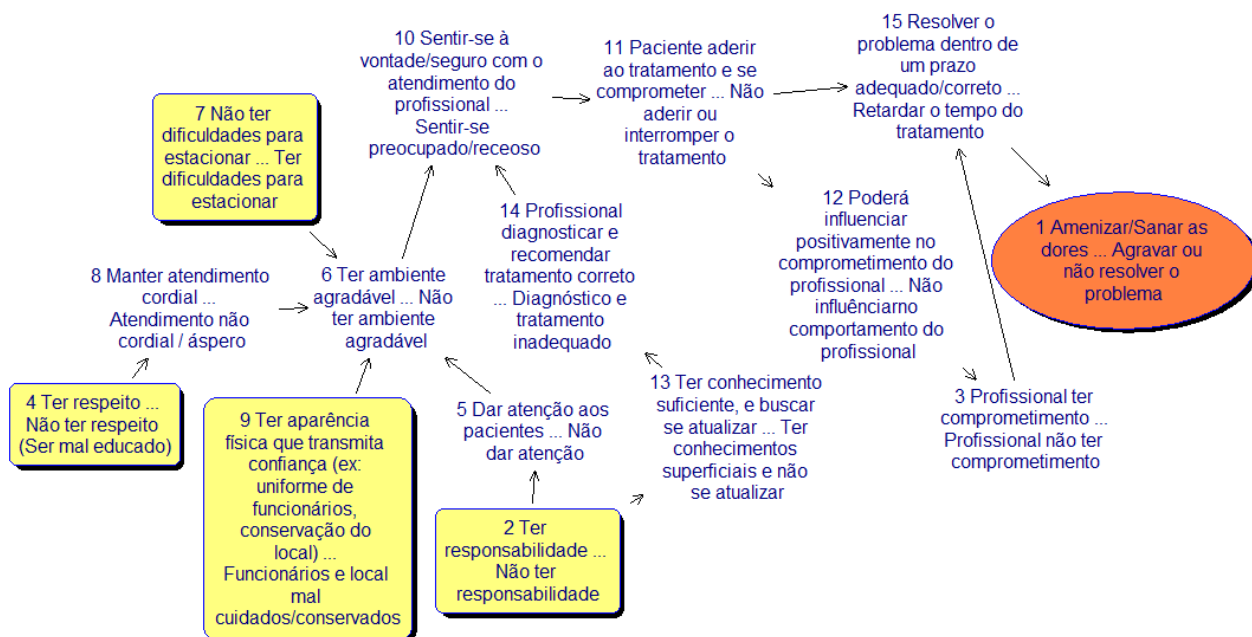 10 Sentir-se à
vontade/seguro com o
atendimento do
profissional ...
Sentir-se
preocupado/receoso
11 Paciente aderir
ao tratamento e se
comprometer ... Não
aderir ou
interromper o
tratamento
15 Resolver o
problema dentro de
um prazo
adequado/correto ...
Retardar o tempo do
tratamento
7 Não ter
dificuldades para
estacionar ... Ter
dificuldades para
estacionar
14 Profissional
diagnosticar e
recomendar
tratamento correto
... Diagnóstico e
tratamento
inadequado
12 Poderá
influenciar
positivamente no
comprometimento do
profissional ... Não
influênciarno
comportamento do
profissional
1 Amenizar/Sanar as
dores ... Agravar ou
não resolver o
problema
8 Manter atendimento
cordial ...
Atendimento não
cordial / áspero
6 Ter ambiente
agradável ... Não
ter ambiente
agradável
4 Ter respeito ...
Não ter respeito
(Ser mal educado)
9 Ter aparência
física que transmita
confiança (ex:
uniforme de
funcionários,
conservação do
local) ...
Funcionários e local
mal
cuidados/conservados
5 Dar atenção aos
pacientes ... Não
dar atenção
13 Ter conhecimento
suficiente, e buscar
se atualizar ... Ter
conhecimentos
superficiais e não
se atualizar
3 Profissional ter
comprometimento ...
Profissional não ter
comprometimento
2 Ter
responsabilidade ...
Não ter
responsabilidade